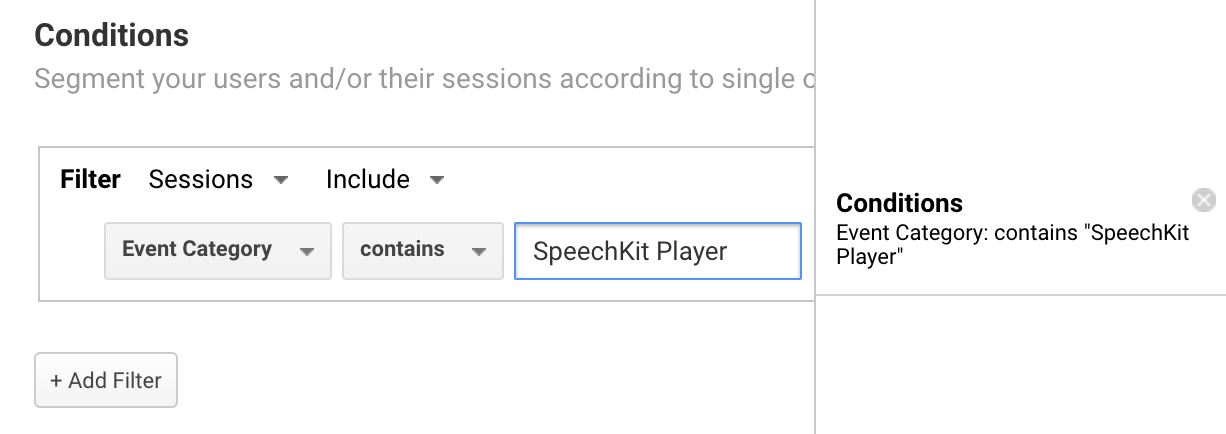 Conditions
Segment your users and/or their sessions according to single
Filter Sessions Include
Event Category contains SpeechKit Player
+ Add Filter
Conditions
Event Category: contains "SpeechKit
Player"